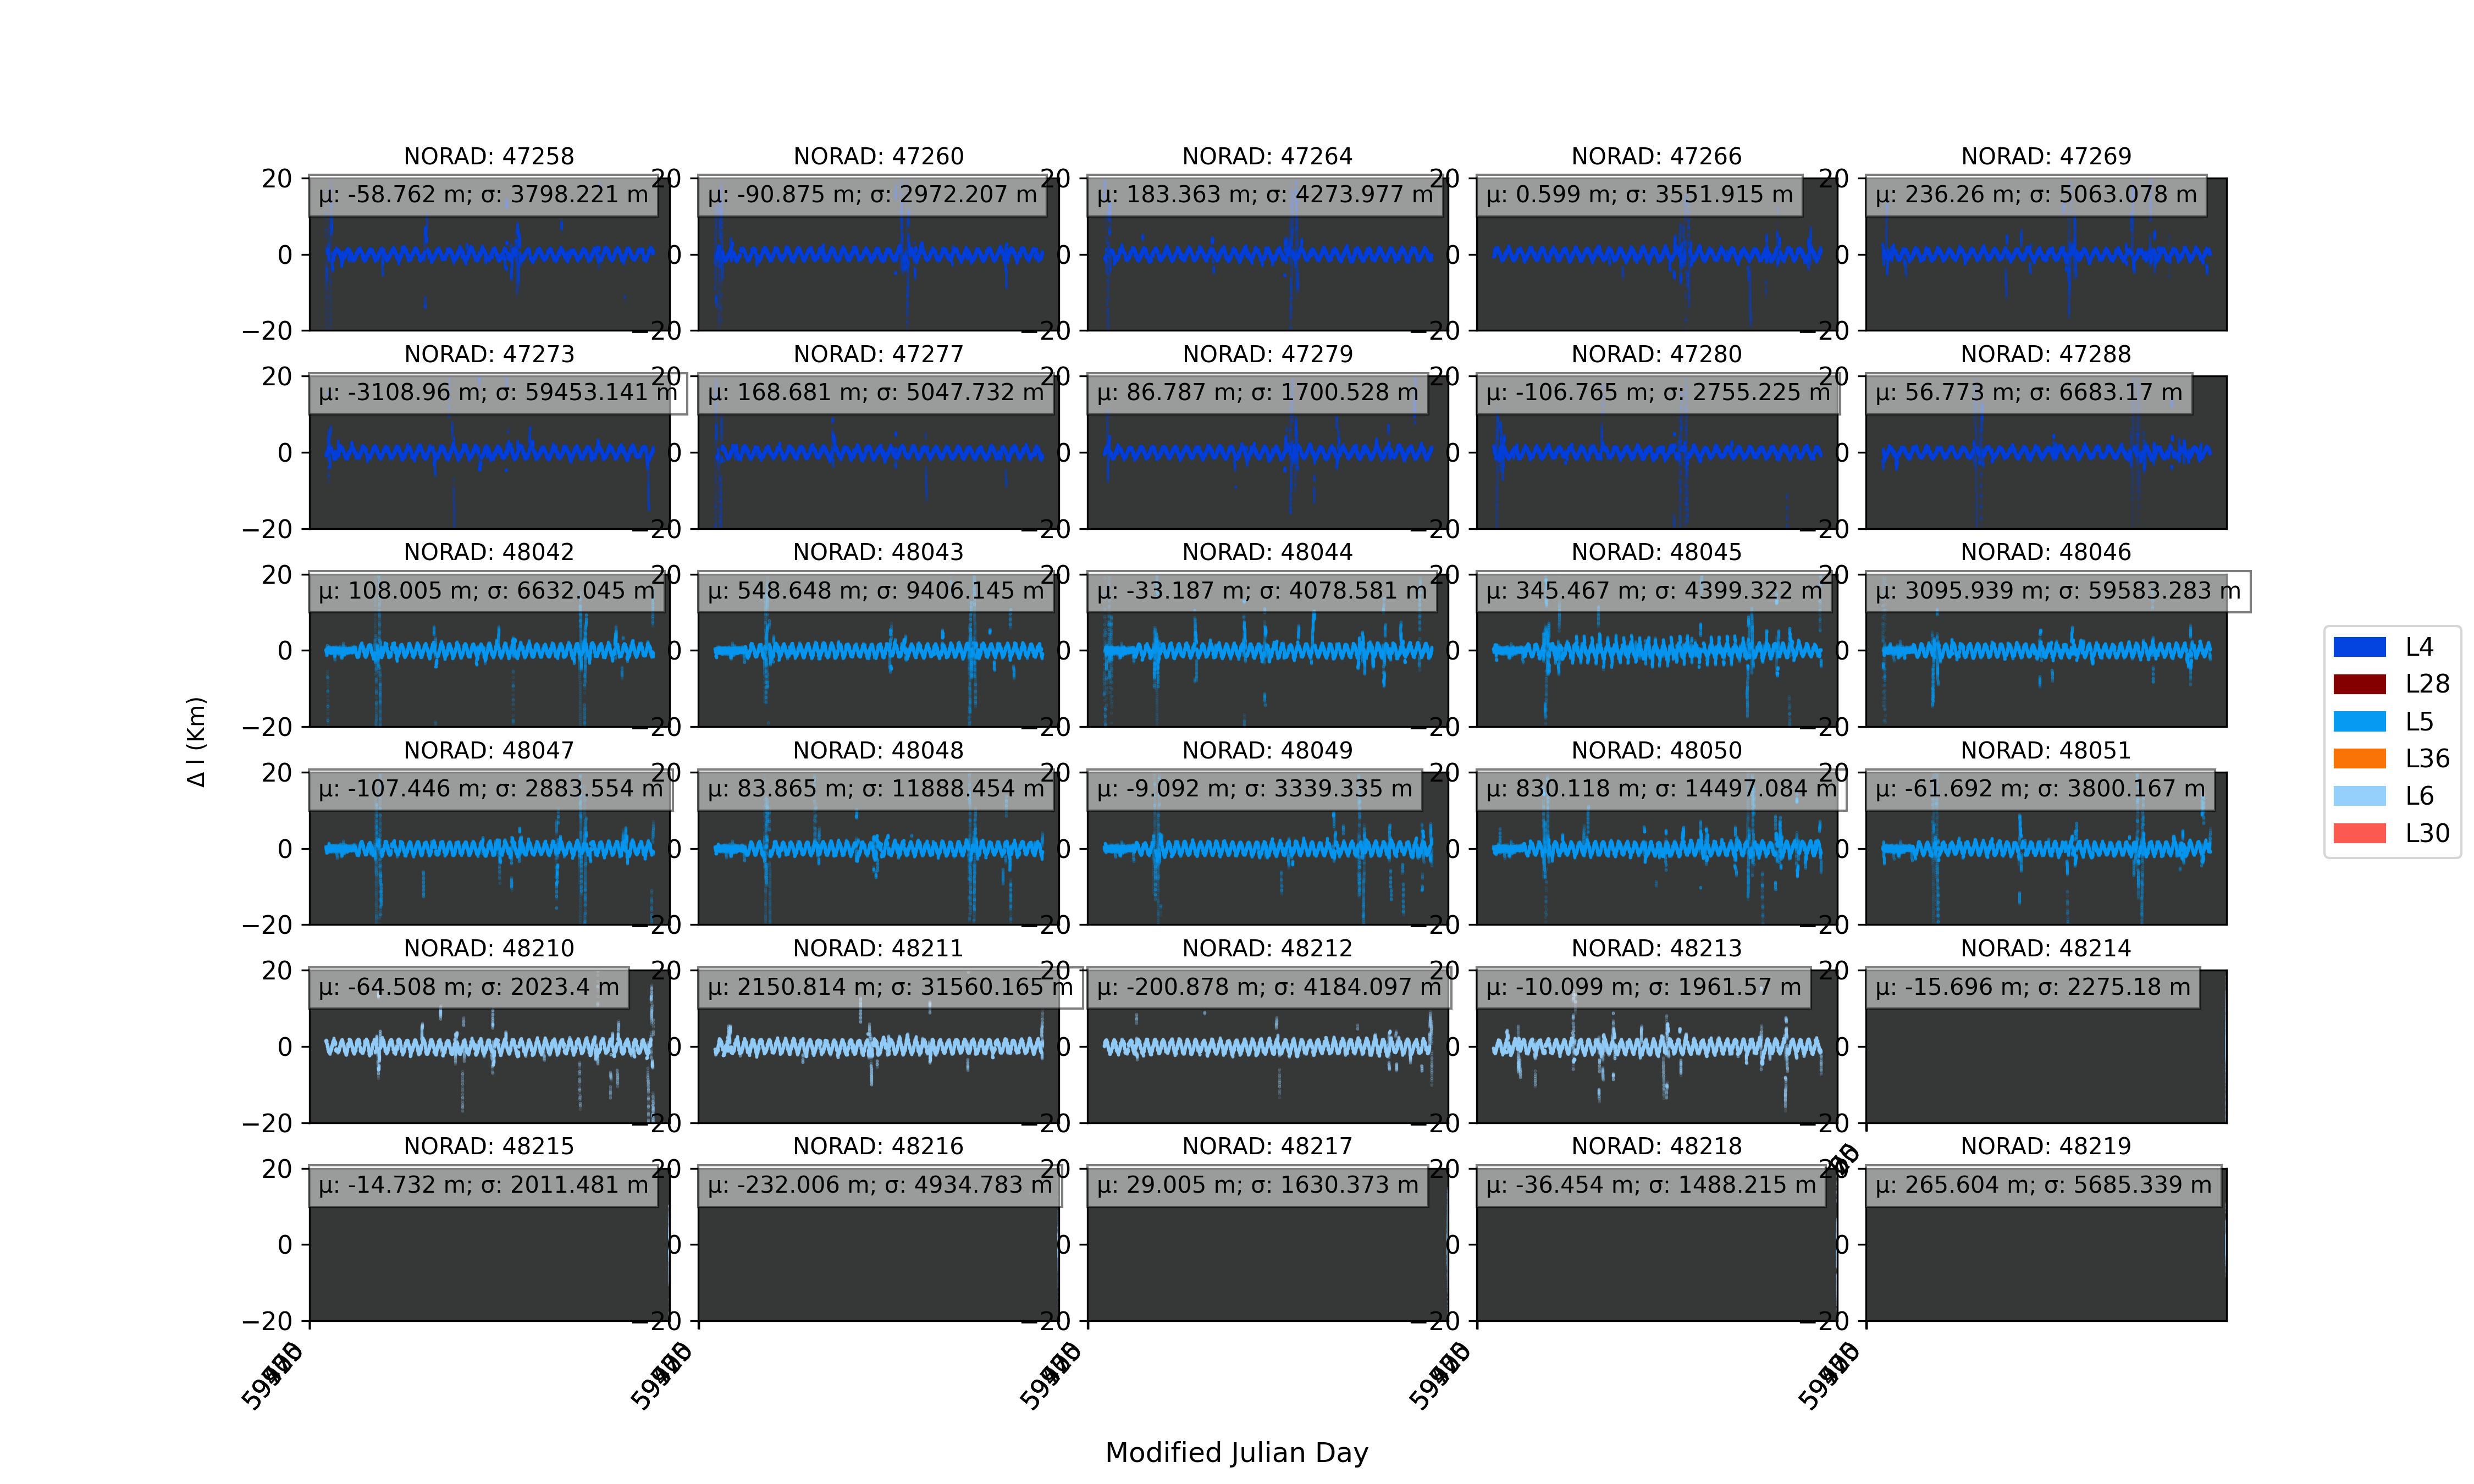 NORAD: 47258 NORAD: 47260 NORAD: 47264 NORAD: 47266 NORAD: 47269
20 20 20 20 20
μ: -58.762 m; σ: 3798.221 m μ: -90.875 m; σ: 2972.207 m μ: 183.363 m; σ: 4273.977 m μ: 0.599 m; σ: 3551.915 m μ: 236.26 m; σ: 5063.078 m
0 0 0 0 0
−20 −20 −20 −20 −20
NORAD: 47273 NORAD: 47277 NORAD: 47279 NORAD: 47280 NORAD: 47288
20 20 20 20 20
μ: -3108.96 m; σ: 59453.141 m μ: 168.681 m; σ: 5047.732 m μ: 86.787 m; σ: 1700.528 m μ: -106.765 m; σ: 2755.225 m μ: 56.773 m; σ: 6683.17 m
0 0 0 0 0
−20 −20 −20 −20 −20
NORAD: 48042 NORAD: 48043 NORAD: 48044 NORAD: 48045 NORAD: 48046
20 20 20 20 20
μ: 108.005 m; σ: 6632.045 m μ: 548.648 m; σ: 9406.145 m μ: -33.187 m; σ: 4078.581 m μ: 345.467 m; σ: 4399.322 m μ: 3095.939 m; σ: 59583.283 m
0 0 0 0 0
−20 −20 −20 −20 −20
NORAD: 48047 NORAD: 48048 NORAD: 48049 NORAD: 48050 NORAD: 48051
20 20 20 20 20
μ: -107.446 m; σ: 2883.554 m μ: 83.865 m; σ: 11888.454 m μ: -9.092 m; σ: 3339.335 m μ: 830.118 m; σ: 14497.084 m μ: -61.692 m; σ: 3800.167 m
0 0 0 0 0
−20 −20 −20 −20 −20
NORAD: 48210 NORAD: 48211 NORAD: 48212 NORAD: 48213 NORAD: 48214
20 20 20 20 20
μ: -64.508 m; σ: 2023.4 m μ: 2150.814 m; σ: 31560.165 m μ: -200.878 m; σ: 4184.097 m μ: -10.099 m; σ: 1961.57 m μ: -15.696 m; σ: 2275.18 m
0 0 0 0 0
−20 −20 −20 −20 −20
NORAD: 48215 NORAD: 48216 NORAD: 48217 NORAD: 48218 NORAD: 48219
20 20 20 20 20
μ: -14.732 m; σ: 2011.481 m μ: -232.006 m; σ: 4934.783 m μ: 29.005 m; σ: 1630.373 m μ: -36.454 m; σ: 1488.215 m μ: 265.604 m; σ: 5685.339 m
0 0 0 0 0
−20 −20 −20 −20 −20
Δ l (Km)
Modified Julian Day
L4
L28
L5
L36
L6
L30